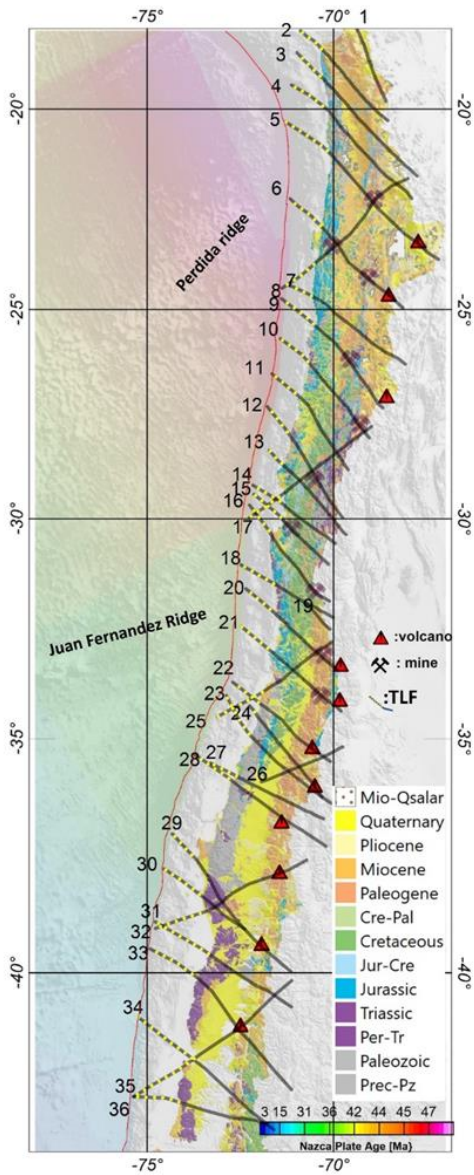 -75° -70°
2
3
4
5
-20°
-20°
6
Perdida ridge
7
8
9
-25°
-25°
10
11
12
13
14
15
16
-30°
-30°
17
18
20
19
Juan Fernandez Ridge
21
:volcano
22
: mine
23
:TLF
24
25
-35°
-35°
27
26
28
Mio-Qsalar
Quaternary
29
Pliocene
Miocene
30
Paleogene
Cre-Pal
31
Cretaceous
32
Jur-Cre
33
-40°
-40°
Jurassic
34
Triassic
Per-Tr
Paleozoic
35
Prec-Pz
36
3 15 31 36 42 44 45 47
Nazca Plate Age [Ma]
-75° -70°